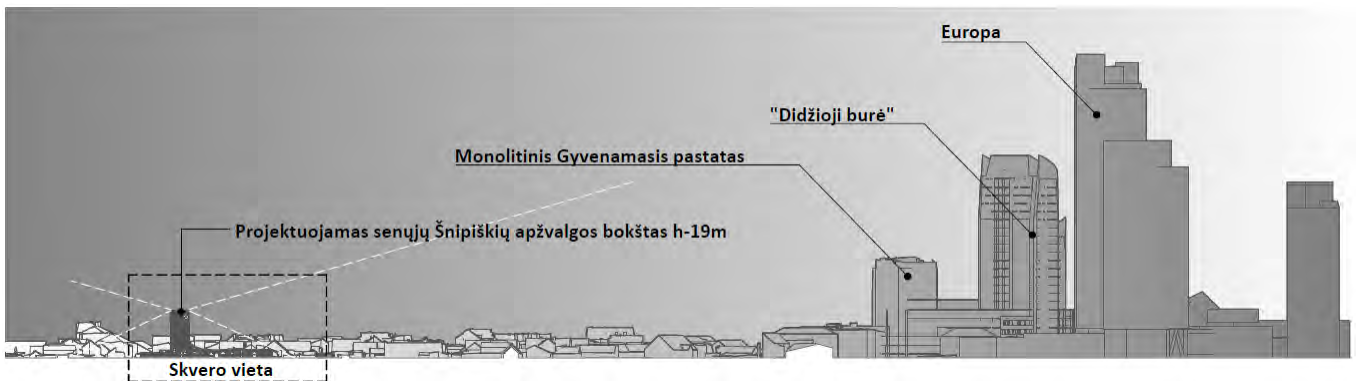 Europa
"Didžioji burė"
Monolitinis Gyvenamasis pastatas
Projektuojamas senųjų Šnipiškių apžvalgos bokštas h-19m
Skvero vieta